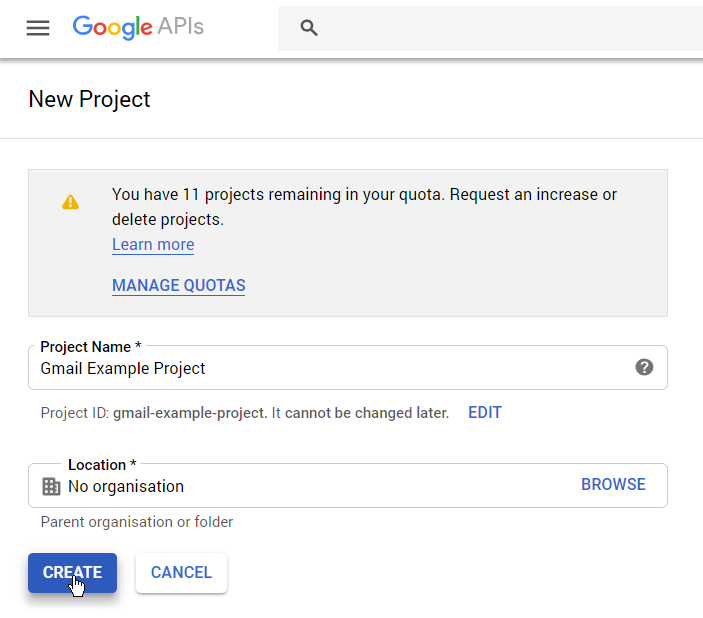 Google APIs
New Project
You have 11 projects remaining in your quota. Request an increase or
delete projects.
Learn more
MANAGE QUOTAS
Project Name *
Gmail Example Project
Project ID: gmail-example-project. It cannot be changed later. EDIT
Location *
No organisation BROWSE
Parent organisation or folder
CREATE CANCEL